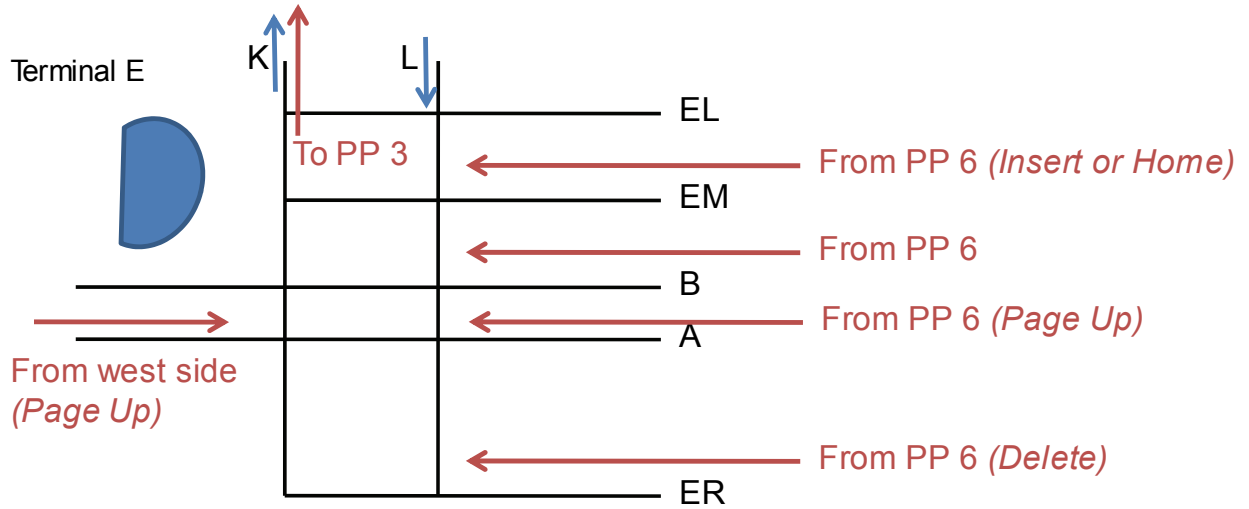 K
L
Terminal E
EL
To PP 3
From PP 6 (Insert or Home)
EM
From PP 6
B
From PP 6 (Page Up)
A
From west side
(Page Up)
From PP 6 (Delete)
ER